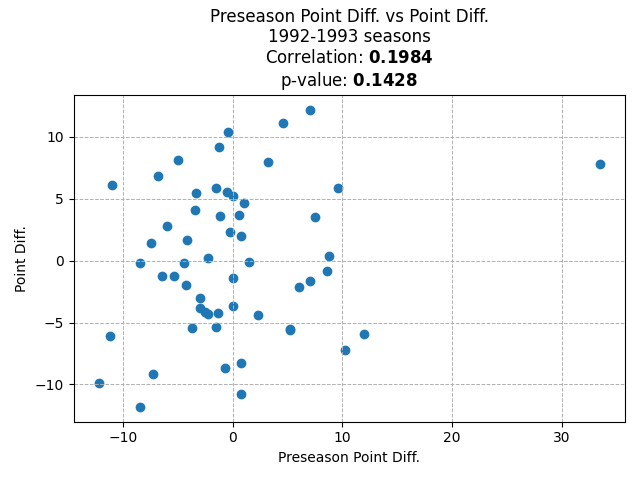 Preseason Point Diff. vs Point Diff.
1992-1993 seasons
Correlation: 0.1984
p-value: 0.1428
10
5
0
−5
−10
Point Diff.
−10 0 10 20 30
Preseason Point Diff.